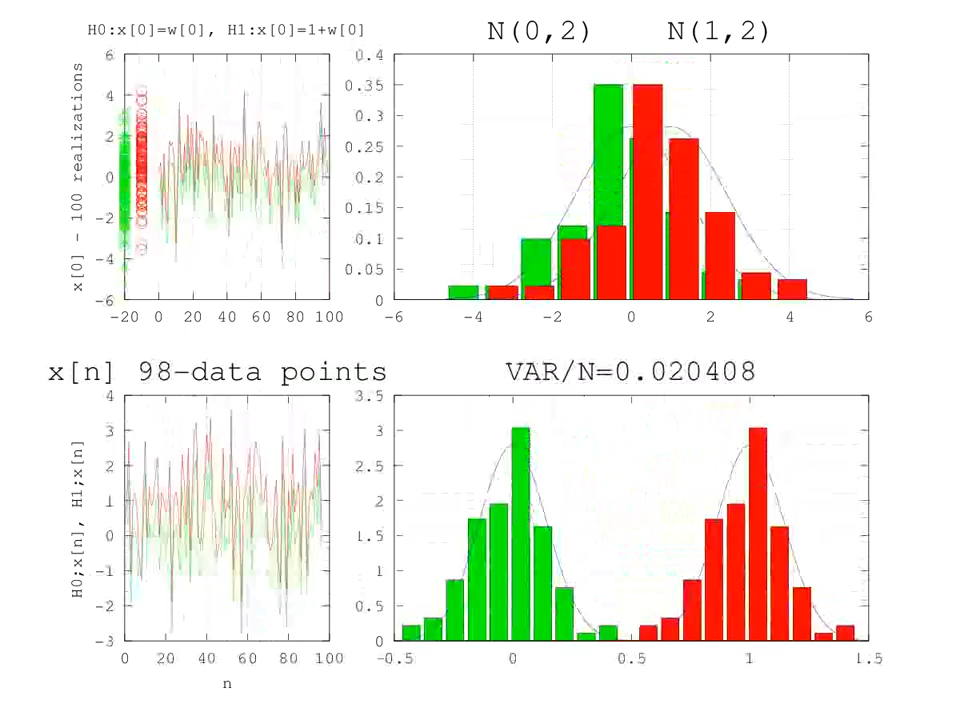 H0:x[0]=w[0], H1:x[0]=1+w[0]
N(0,2)
N(1,2)
x[0] - 100 realizations
6
4
2
0
-2
-4
-6
-20 0 20 40 60 80 100
0.4
0.35
0.3
0.25
0.2
0.15
0.1
0.05
0
-6 -4 -2 0 2 4 6
x[n] 98-data points
VAR/N=0.020408
H0;x[n], H1;x[n]
4
3
2
1
0
-1
-2
-3
0 20 40 60 80 100
n
3.5
3
2.5
2
1.5
1
0.5
0
-0.5 0 0.5 1 1.5